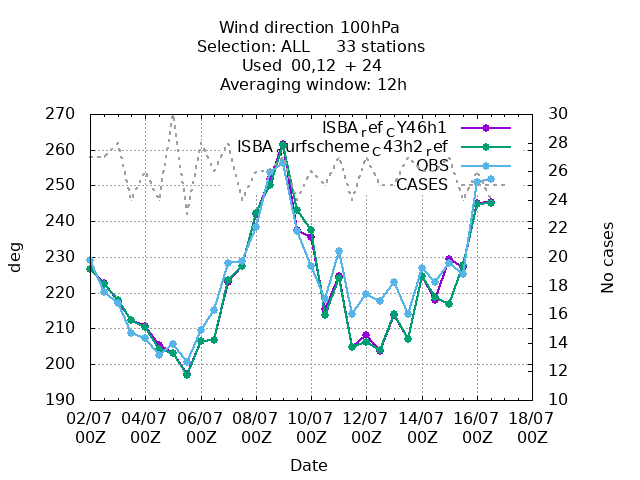 Wind direction 100hPa
Selection: ALL 33 stations
Used 00,12 + 24
Averaging window: 12h
ISBA_ref_CY46h1
ISBA_surfscheme_C43h2_ref
OBS
CASES
270
260
250
240
230
220
210
200
190
30
28
26
24
22
20
18
16
14
12
10
deg
No cases
02/07 04/07 06/07 08/07 10/07 12/07 14/07 16/07 18/07
00Z 00Z 00Z 00Z 00Z 00Z 00Z 00Z 00Z
Date